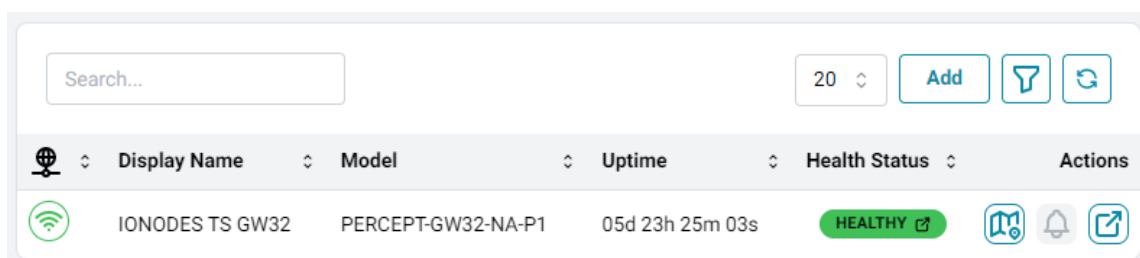 Search...
20 Add
Display Name Model Uptime Health Status Actions
IONODES TS GW32 PERCEPT-GW32-NA-P1 05d 23h 25m 03s HEALTHY